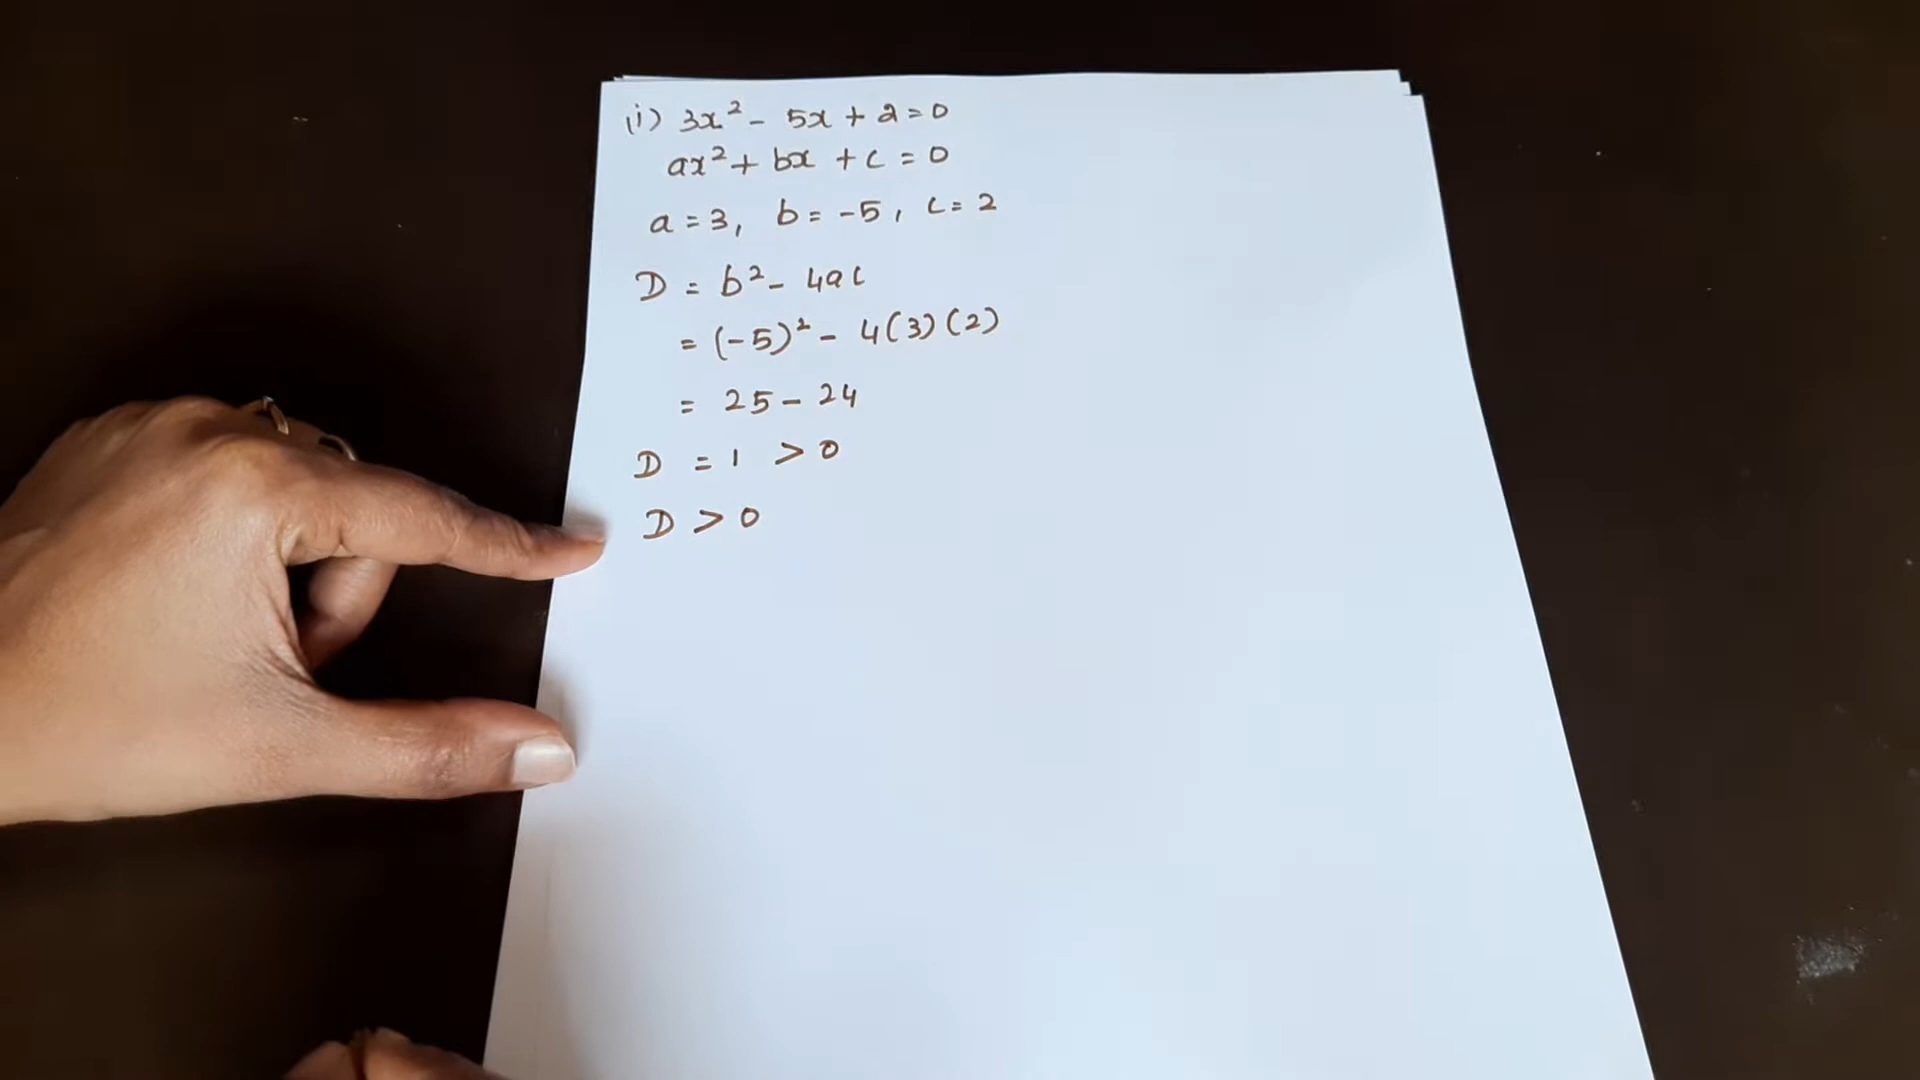 (i) 3x² - 5x + 2 = 0
ax² + bx + c = 0
a = 3, b = -5, c = 2
D = b² - 4ac
= (-5)² - 4(3)(2)
= 25 - 24
D = 1 > 0
D > 0